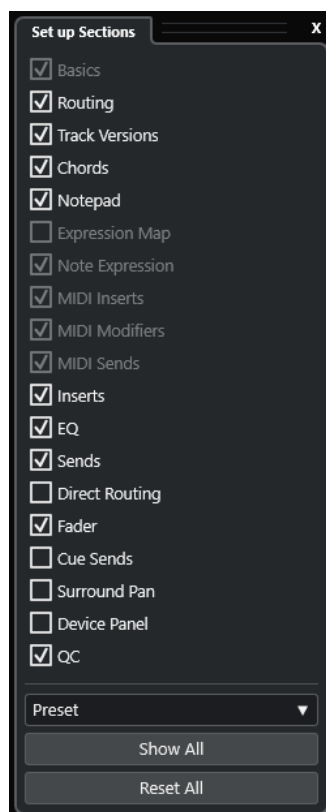 Set up Sections
X
Basics
Routing
Track Versions
Chords
Notepad
Expression Map
Note Expression
MIDI Inserts
MIDI Modifiers
MIDI Sends
Inserts
EQ
Sends
Direct Routing
Fader
Cue Sends
Surround Pan
Device Panel
QC
Preset
Show All
Reset All